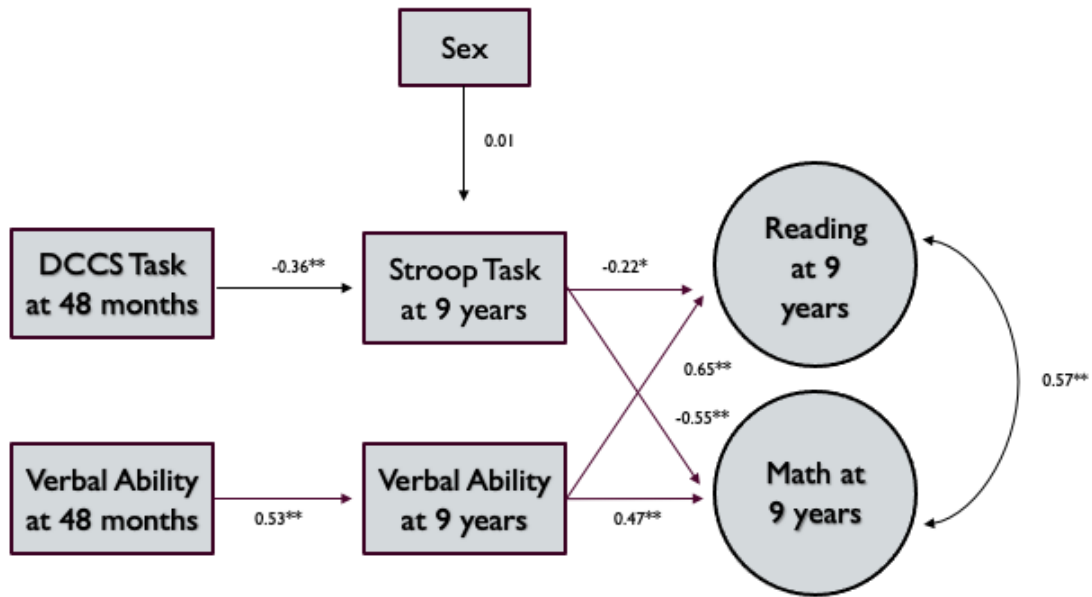 Sex
0.01
DCCS Task
at 48 months
-0.36**
Stroop Task
at 9 years
-0.22*
Reading
at 9
years
0.65**
-0.55**
0.57**
Verbal Ability
at 48 months
0.53**
Verbal Ability
at 9 years
0.47**
Math at
9 years